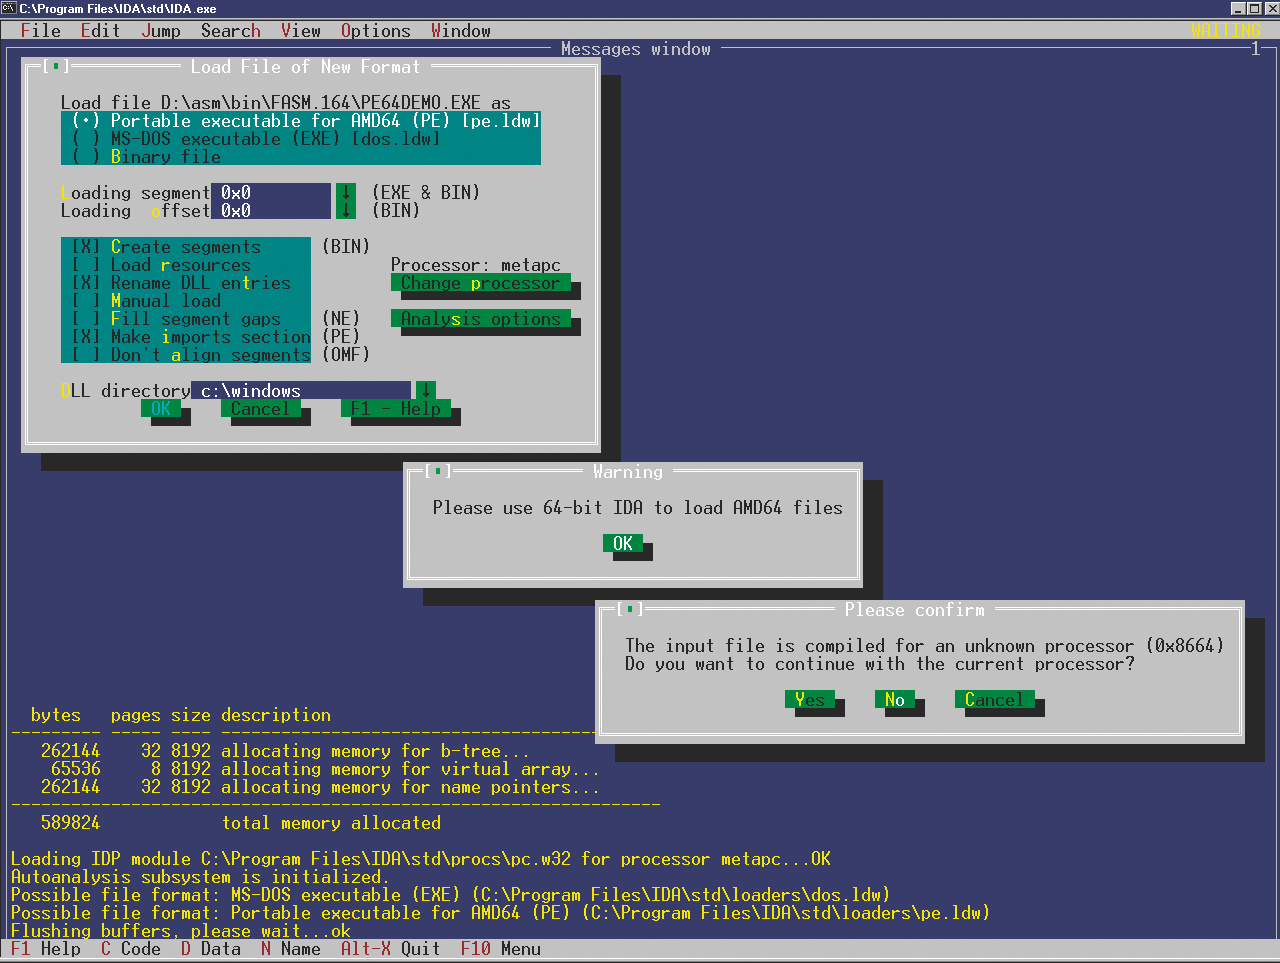 C:\Program Files\IDA\std\IDA.exe
File Edit Jump Search View Options Window WAITING
Messages window 1
[▪] Load File of New Format
Load file D:\asm\bin\FASM.164\PE64DEMO.EXE as
(•) Portable executable for AMD64 (PE) [pe.ldw]
( ) MS-DOS executable (EXE) [dos.ldw]
( ) Binary file
Loading segment 0x0 ↓ (EXE & BIN)
Loading offset 0x0 ↓ (BIN)
[X] Create segments (BIN)
[ ] Load resources Processor: metapc
[X] Rename DLL entries Change processor
[ ] Manual load
[ ] Fill segment gaps (NE) Analysis options
[X] Make imports section (PE)
[ ] Don't align segments (OMF)
DLL directory c:\windows ↓
OK Cancel F1 - Help
[▪] Warning
Please use 64-bit IDA to load AMD64 files
OK
[▪] Please confirm
The input file is compiled for an unknown processor (0x8664)
Do you want to continue with the current processor?
Yes No Cancel
bytes pages size description
--------- ----- ---- --------------------------------------
262144 32 8192 allocating memory for b-tree...
65536 8 8192 allocating memory for virtual array...
262144 32 8192 allocating memory for name pointers...
-----------------------------------------------------------------
589824 total memory allocated
Loading IDP module C:\Program Files\IDA\std\procs\pc.w32 for processor metapc...OK
Autoanalysis subsystem is initialized.
Possible file format: MS-DOS executable (EXE) (C:\Program Files\IDA\std\loaders\dos.ldw)
Possible file format: Portable executable for AMD64 (PE) (C:\Program Files\IDA\std\loaders\pe.ldw)
Flushing buffers, please wait...ok
F1 Help C Code D Data N Name Alt-X Quit F10 Menu